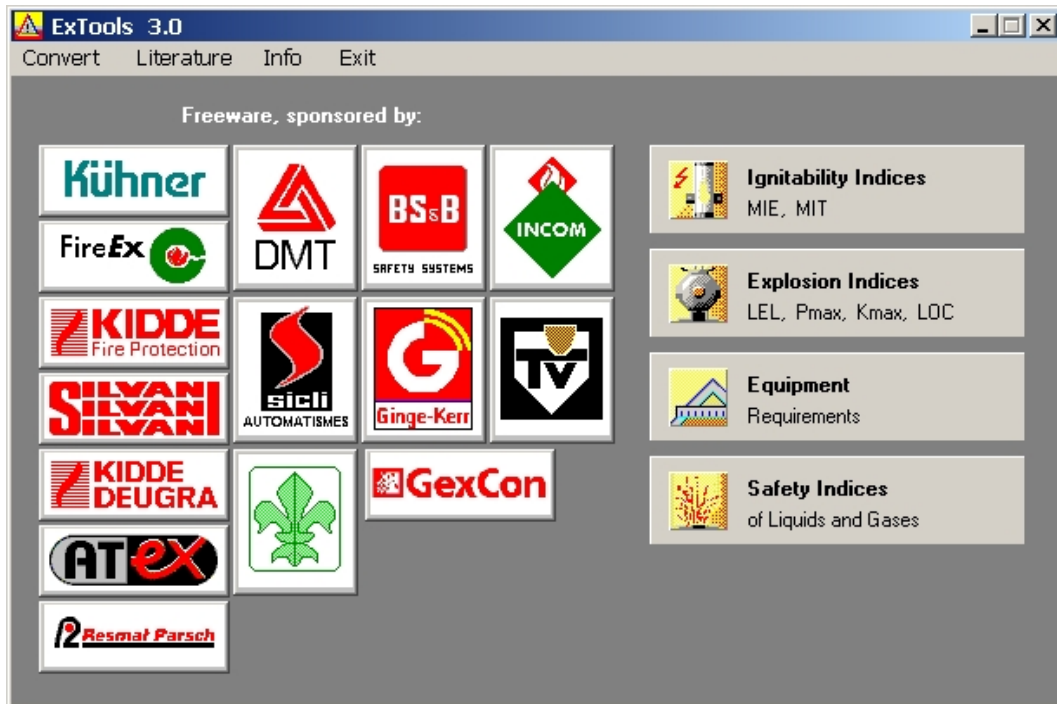 ExTools 3.0
Convert Literature Info Exit
Freeware, sponsored by:
Kühner
FireEx
KIDDE
Fire Protection
SILVANI
SILVANI
KIDDE
DEUGRA
ATex
Resmat Parsch
DMT
sicli
AUTOMATISMES
BS&B
SAFETY SYSTEMS
Ginge-Kerr
INCOM
TV
GexCon
Ignitability Indices
MIE, MIT
Explosion Indices
LEL, Pmax, Kmax, LOC
Equipment
Requirements
Safety Indices
of Liquids and Gases